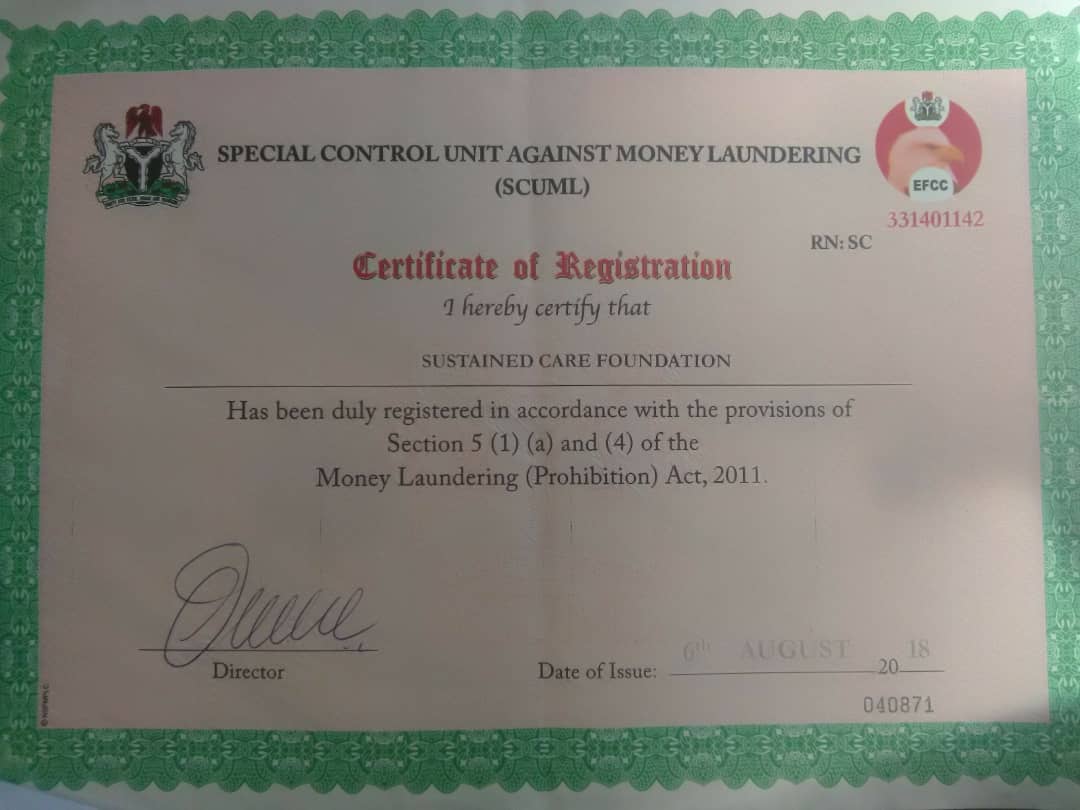 SPECIAL CONTROL UNIT AGAINST MONEY LAUNDERING
(SCUML)
EFCC
331401142
RN: SC
Certificate of Registration
I hereby certify that
SUSTAINED CARE FOUNDATION
Has been duly registered in accordance with the provisions of
Section 5 (1) (a) and (4) of the
Money Laundering (Prohibition) Act, 2011.
Director
Date of Issue: 6th AUGUST 20 18
040871